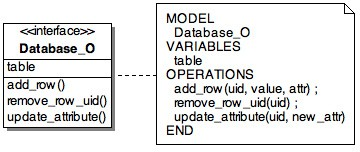 <<interface>>
Database_O
table
add_row()
remove_row_uid()
update_attribute()
MODEL
Database_O
VARIABLES
table
OPERATIONS
add_row(uid, value, attr) ;
remove_row_uid(uid) ;
update_attribute(uid, new_attr)
END